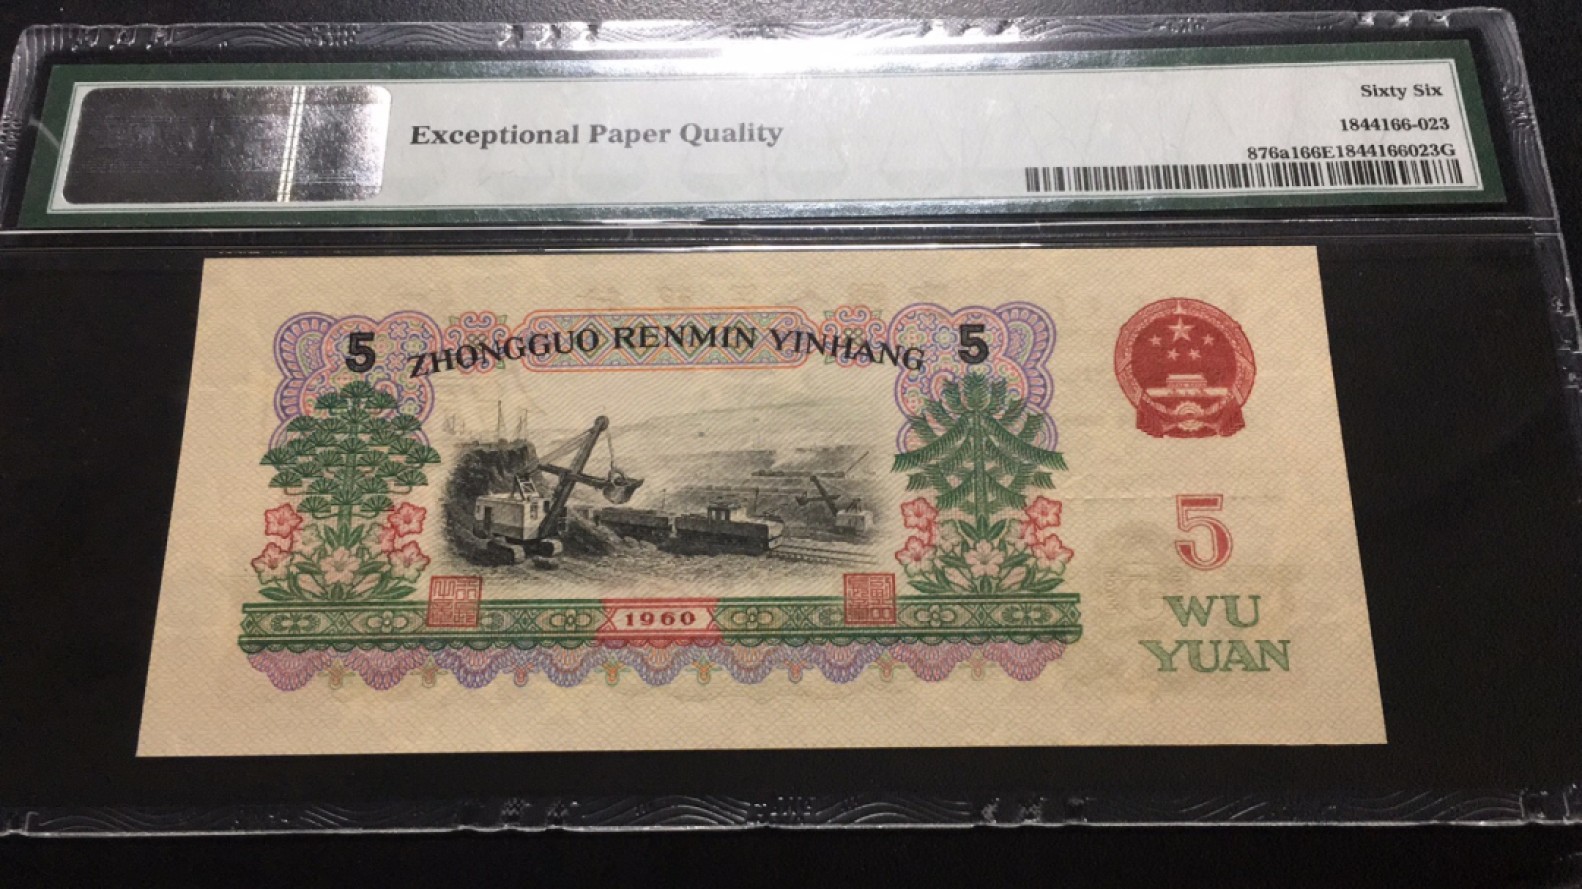 Sixty Six
Exceptional Paper Quality
1844166-023
876a166E1844166023G
5 ZHONGGUO RENMIN YINHANG 5
5
1960
WU
YUAN